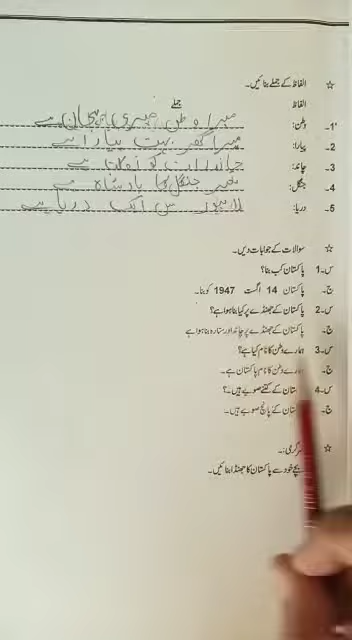 ☆ الفاظ کے جملے بنائیں۔
الفاظ جملے
1- وطن: میرا وطن میری پہچان ہے
2- پیارا: میرا گھر بہت پیارا ہے
3- چاند: چاند رات کو نکلتا ہے
4- جنگل: شیر جنگل کا بادشاہ ہے
5- دریا: لاہور میں ایک دریا ہے
☆ سوالات کے جوابات دیں۔
س۔1 پاکستان کب بنا؟
ج۔ پاکستان 14 اگست 1947 کو بنا۔
س۔2 پاکستان کے جھنڈے پر کیا بنا ہوا ہے؟
ج۔ پاکستان کے جھنڈے پر چاند اور ستارہ بنا ہوا ہے
س۔3 ہمارے وطن کا نام کیا ہے؟
ج۔ ہمارے وطن کا نام پاکستان ہے۔
س۔4 پاکستان کے کتنے صوبے ہیں۔؟
ج۔ پاکستان کے پانچ صوبے ہیں۔
☆ سرگرمی:۔
بچے خود سے پاکستان کا جھنڈا بنائیں۔